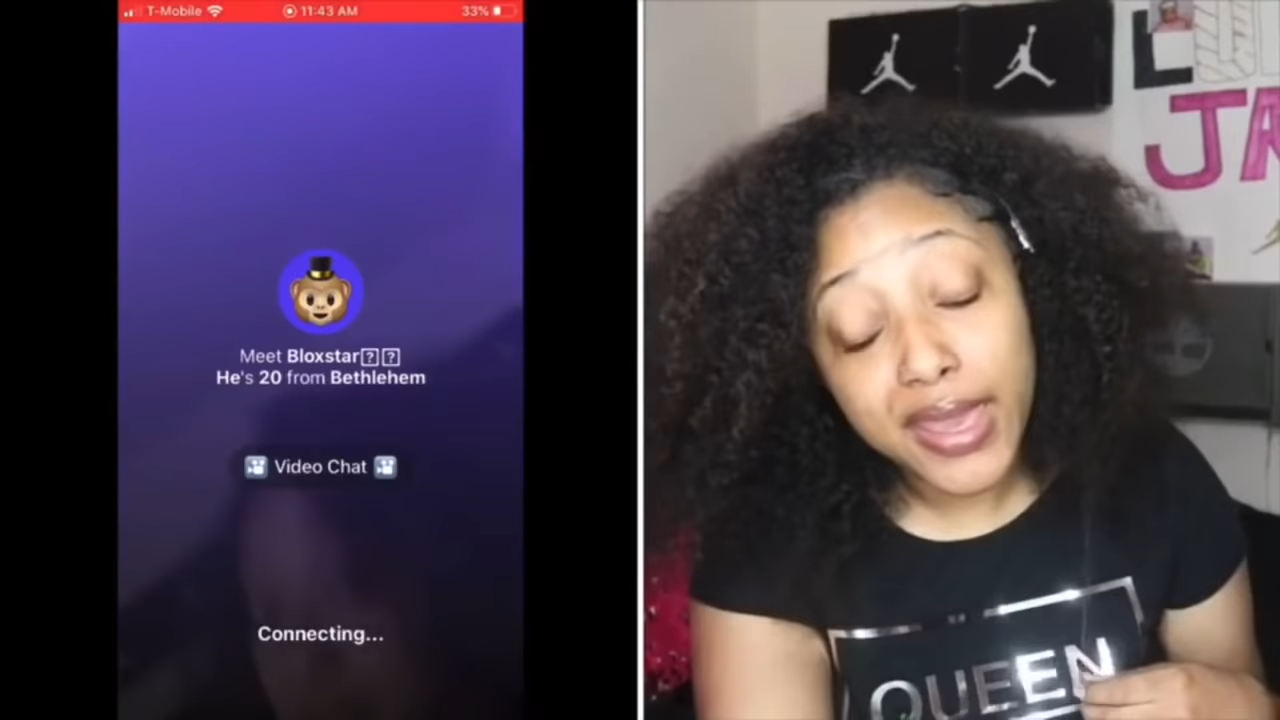 T-Mobile 11:43 AM 33%
Meet Bloxstar
He's 20 from Bethlehem
Video Chat
Connecting...
JA
QUEEN